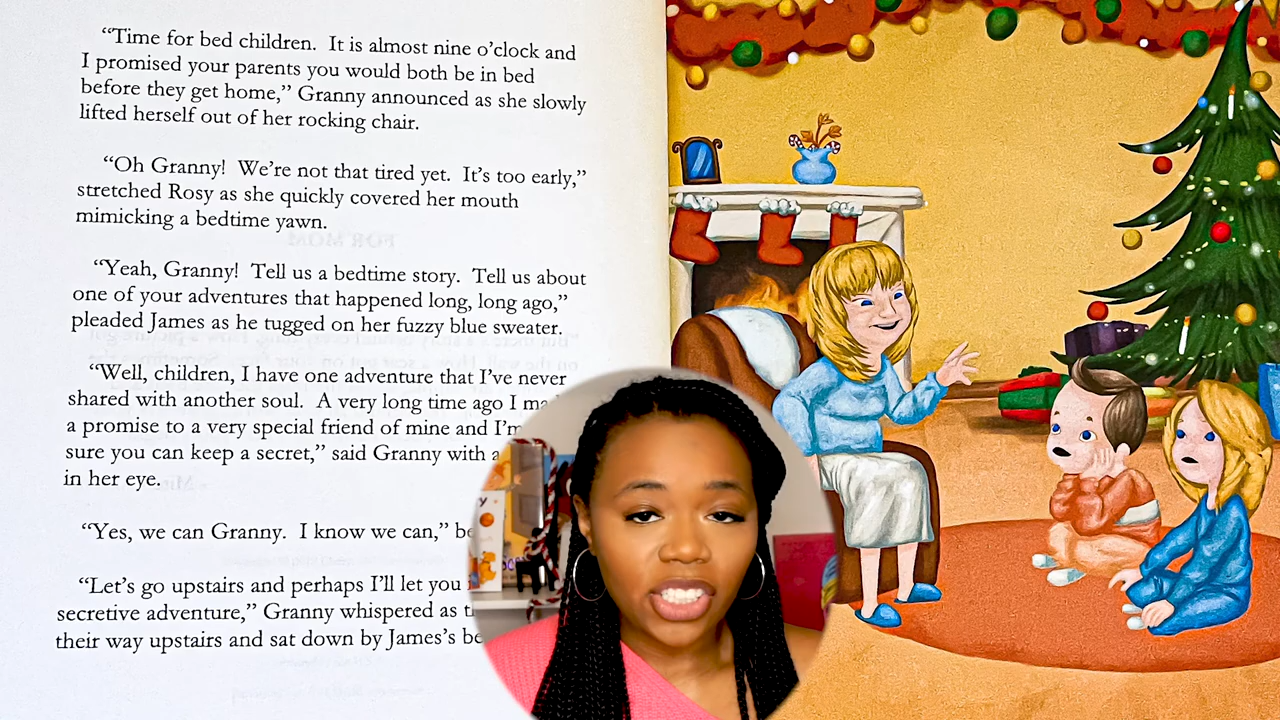 “Time for bed children. It is almost nine o’clock and
I promised your parents you would both be in bed
before they get home,” Granny announced as she slowly
lifted herself out of her rocking chair.
“Oh Granny! We’re not that tired yet. It’s too early,”
stretched Rosy as she quickly covered her mouth
mimicking a bedtime yawn.
“Yeah, Granny! Tell us a bedtime story. Tell us about
one of your adventures that happened long, long ago,”
pleaded James as he tugged on her fuzzy blue sweater.
“Well, children, I have one adventure that I’ve never
shared with another soul. A very long time ago I
a promise to a very special friend of mine and
sure you can keep a secret,” said Granny with a
in her eye.
“Yes, we can Granny. I know we can,”
“Let’s go upstairs and perhaps I’ll let you
secretive adventure,” Granny whispered as
their way upstairs and sat down by James’s